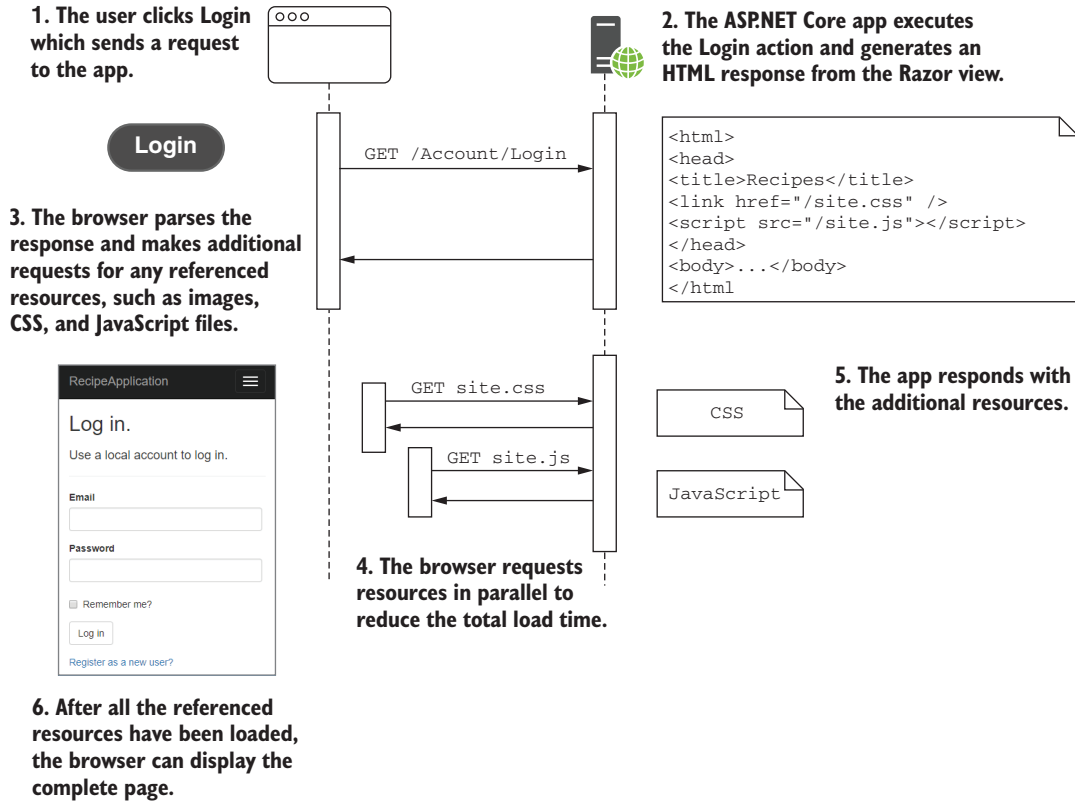 1. The user clicks Login
which sends a request
to the app.
2. The ASP.NET Core app executes
the Login action and generates an
HTML response from the Razor view.
Login
GET /Account/Login
<html>
<head>
<title>Recipes</title>
<link href="/site.css" />
<script src="/site.js"></script>
</head>
<body>...</body>
</html
3. The browser parses the
response and makes additional
requests for any referenced
resources, such as images,
CSS, and JavaScript files.
RecipeApplication
Log in.
Use a local account to log in.
Email
Password
Remember me?
Log in
Register as a new user?
GET site.css
CSS
GET site.js
JavaScript
4. The browser requests
resources in parallel to
reduce the total load time.
5. The app responds with
the additional resources.
6. After all the referenced
resources have been loaded,
the browser can display the
complete page.